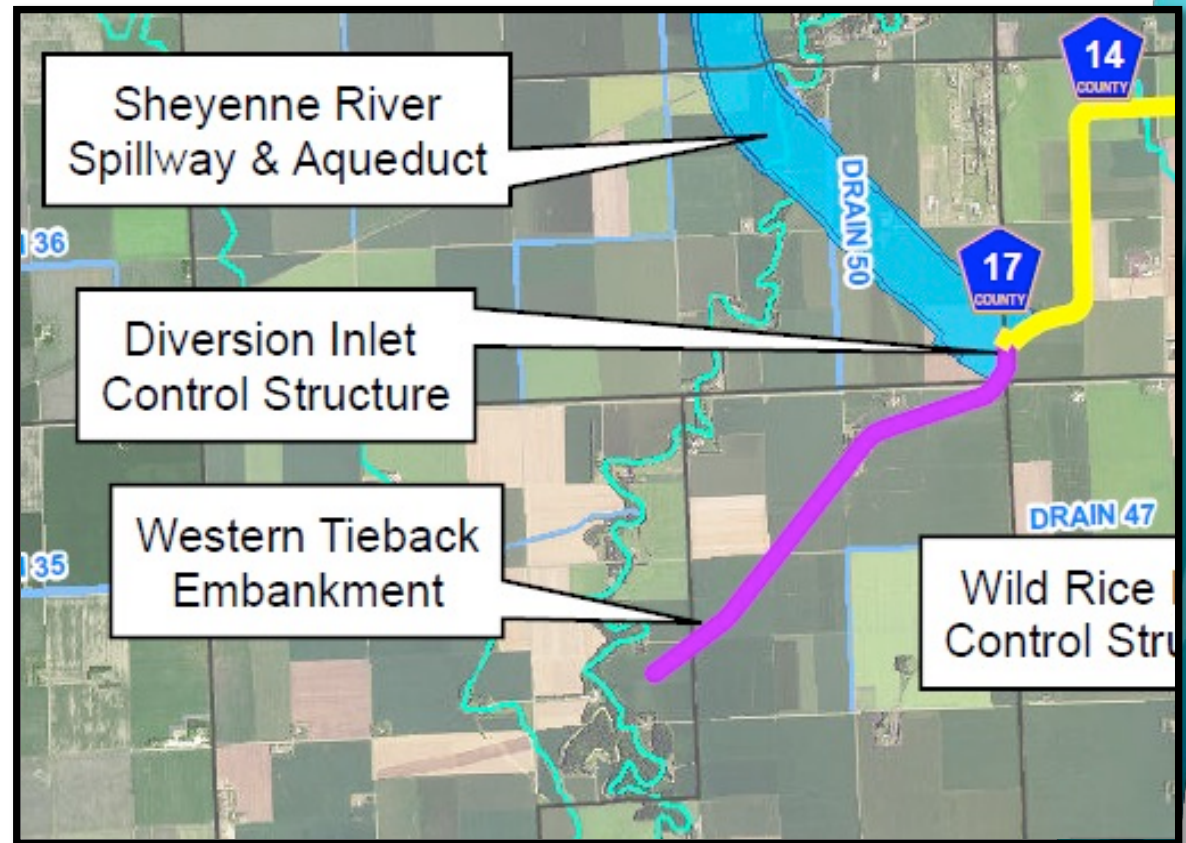 14
COUNTY
Sheyenne River
Spillway & Aqueduct
DRAIN 50
36
17
COUNTY
Diversion Inlet
Control Structure
Western Tieback
Embankment
DRAIN 47
35
Wild Rice
Control